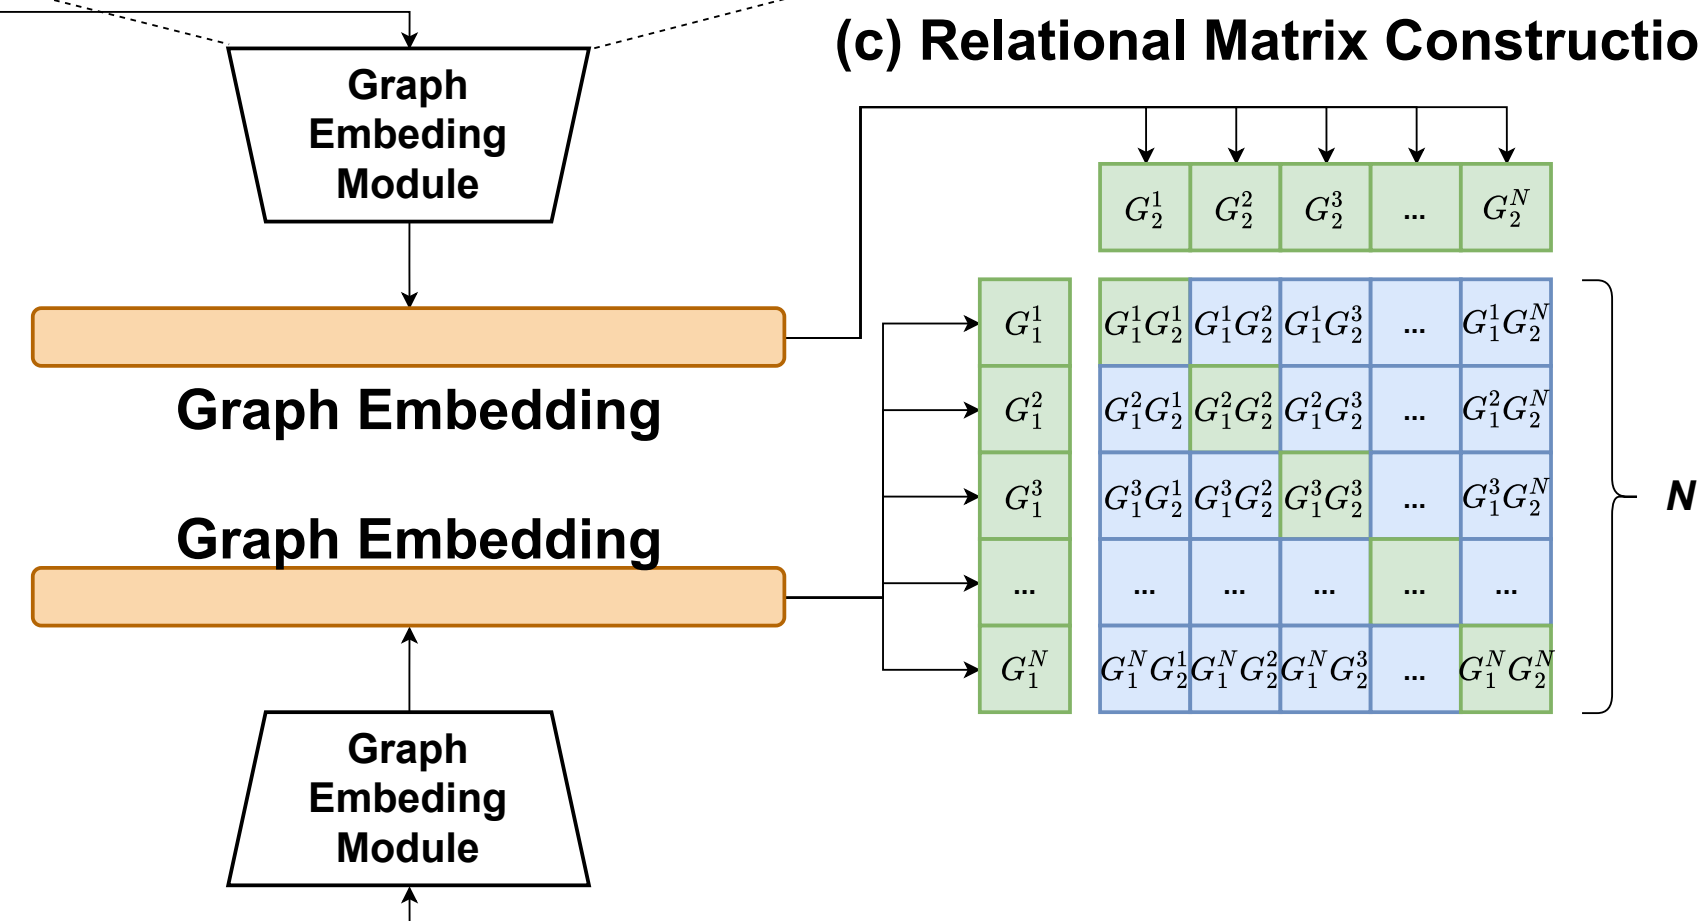 (c) Relational Matrix Constructio
Graph
Embeding
Module
Graph Embedding
Graph Embedding
Graph
Embeding
Module
$G_2^1$ $G_2^2$ $G_2^3$ ... $G_2^N$
$G_1^1$ $G_1^1G_2^1$ $G_1^1G_2^2$ $G_1^1G_2^3$ ... $G_1^1G_2^N$
$G_1^2$ $G_1^2G_2^1$ $G_1^2G_2^2$ $G_1^2G_2^3$ ... $G_1^2G_2^N$
$G_1^3$ $G_1^3G_2^1$ $G_1^3G_2^2$ $G_1^3G_2^3$ ... $G_1^3G_2^N$
... ... ... ... ... ...
$G_1^N$ $G_1^NG_2^1$ $G_1^NG_2^2$ $G_1^NG_2^3$ ... $G_1^NG_2^N$
N